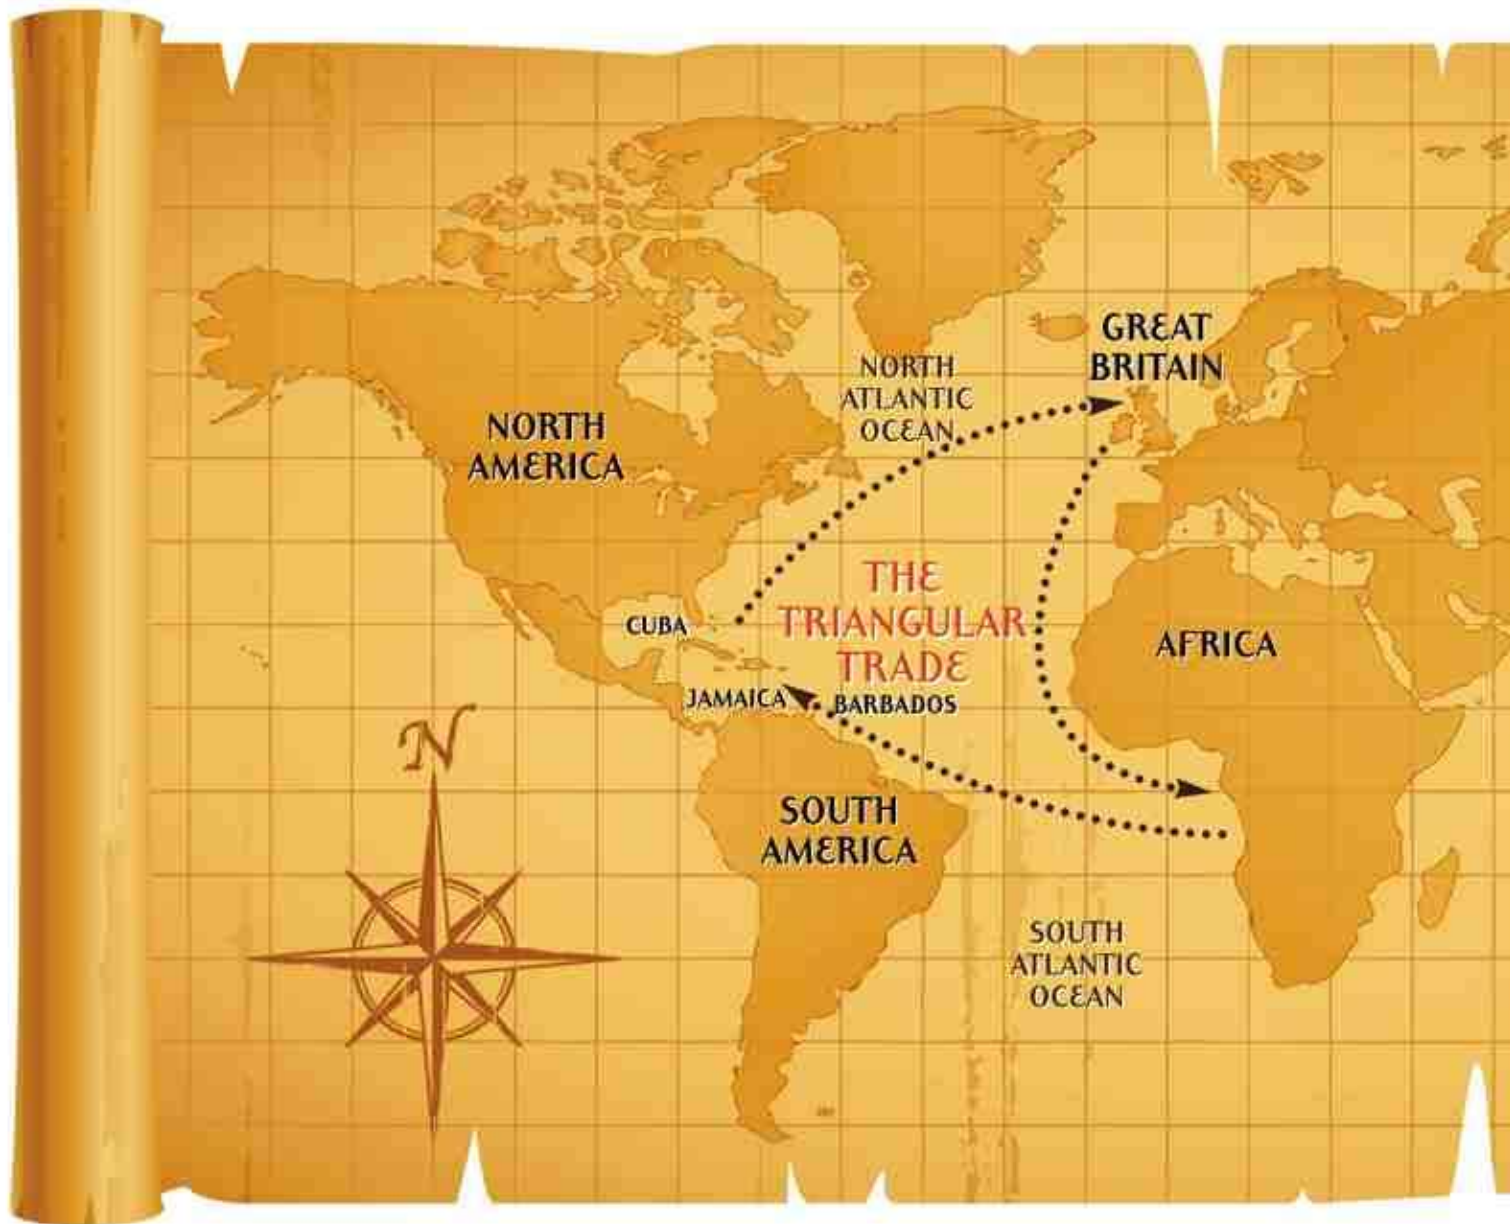 GREAT
BRITAIN
NORTH
ATLANTIC
OCEAN
NORTH
AMERICA
THE
TRIANGULAR
TRADE
CUBA
AFRICA
JAMAICA
BARBADOS
N
SOUTH
AMERICA
SOUTH
ATLANTIC
OCEAN